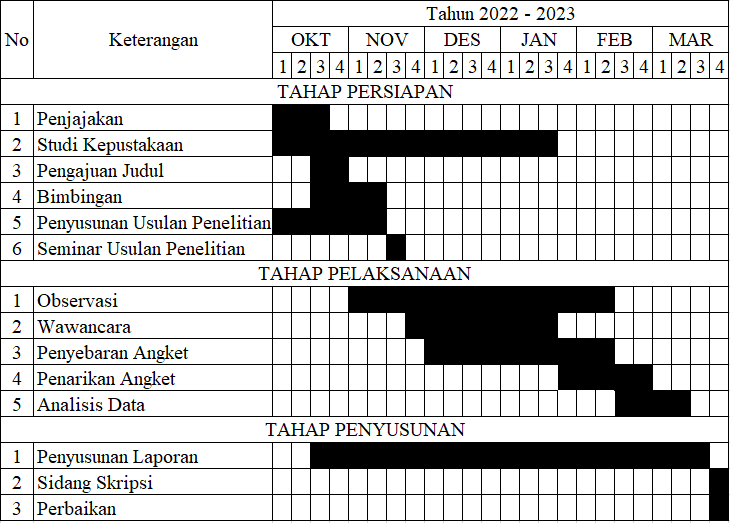 No Keterangan Tahun 2022 - 2023
OKT NOV DES JAN FEB MAR
1 2 3 4 1 2 3 4 1 2 3 4 1 2 3 4 1 2 3 4 1 2 3 4
TAHAP PERSIAPAN
1 Penjajakan
2 Studi Kepustakaan
3 Pengajuan Judul
4 Bimbingan
5 Penyusunan Usulan Penelitian
6 Seminar Usulan Penelitian
TAHAP PELAKSANAAN
1 Observasi
2 Wawancara
3 Penyebaran Angket
4 Penarikan Angket
5 Analisis Data
TAHAP PENYUSUNAN
1 Penyusunan Laporan
2 Sidang Skripsi
3 Perbaikan